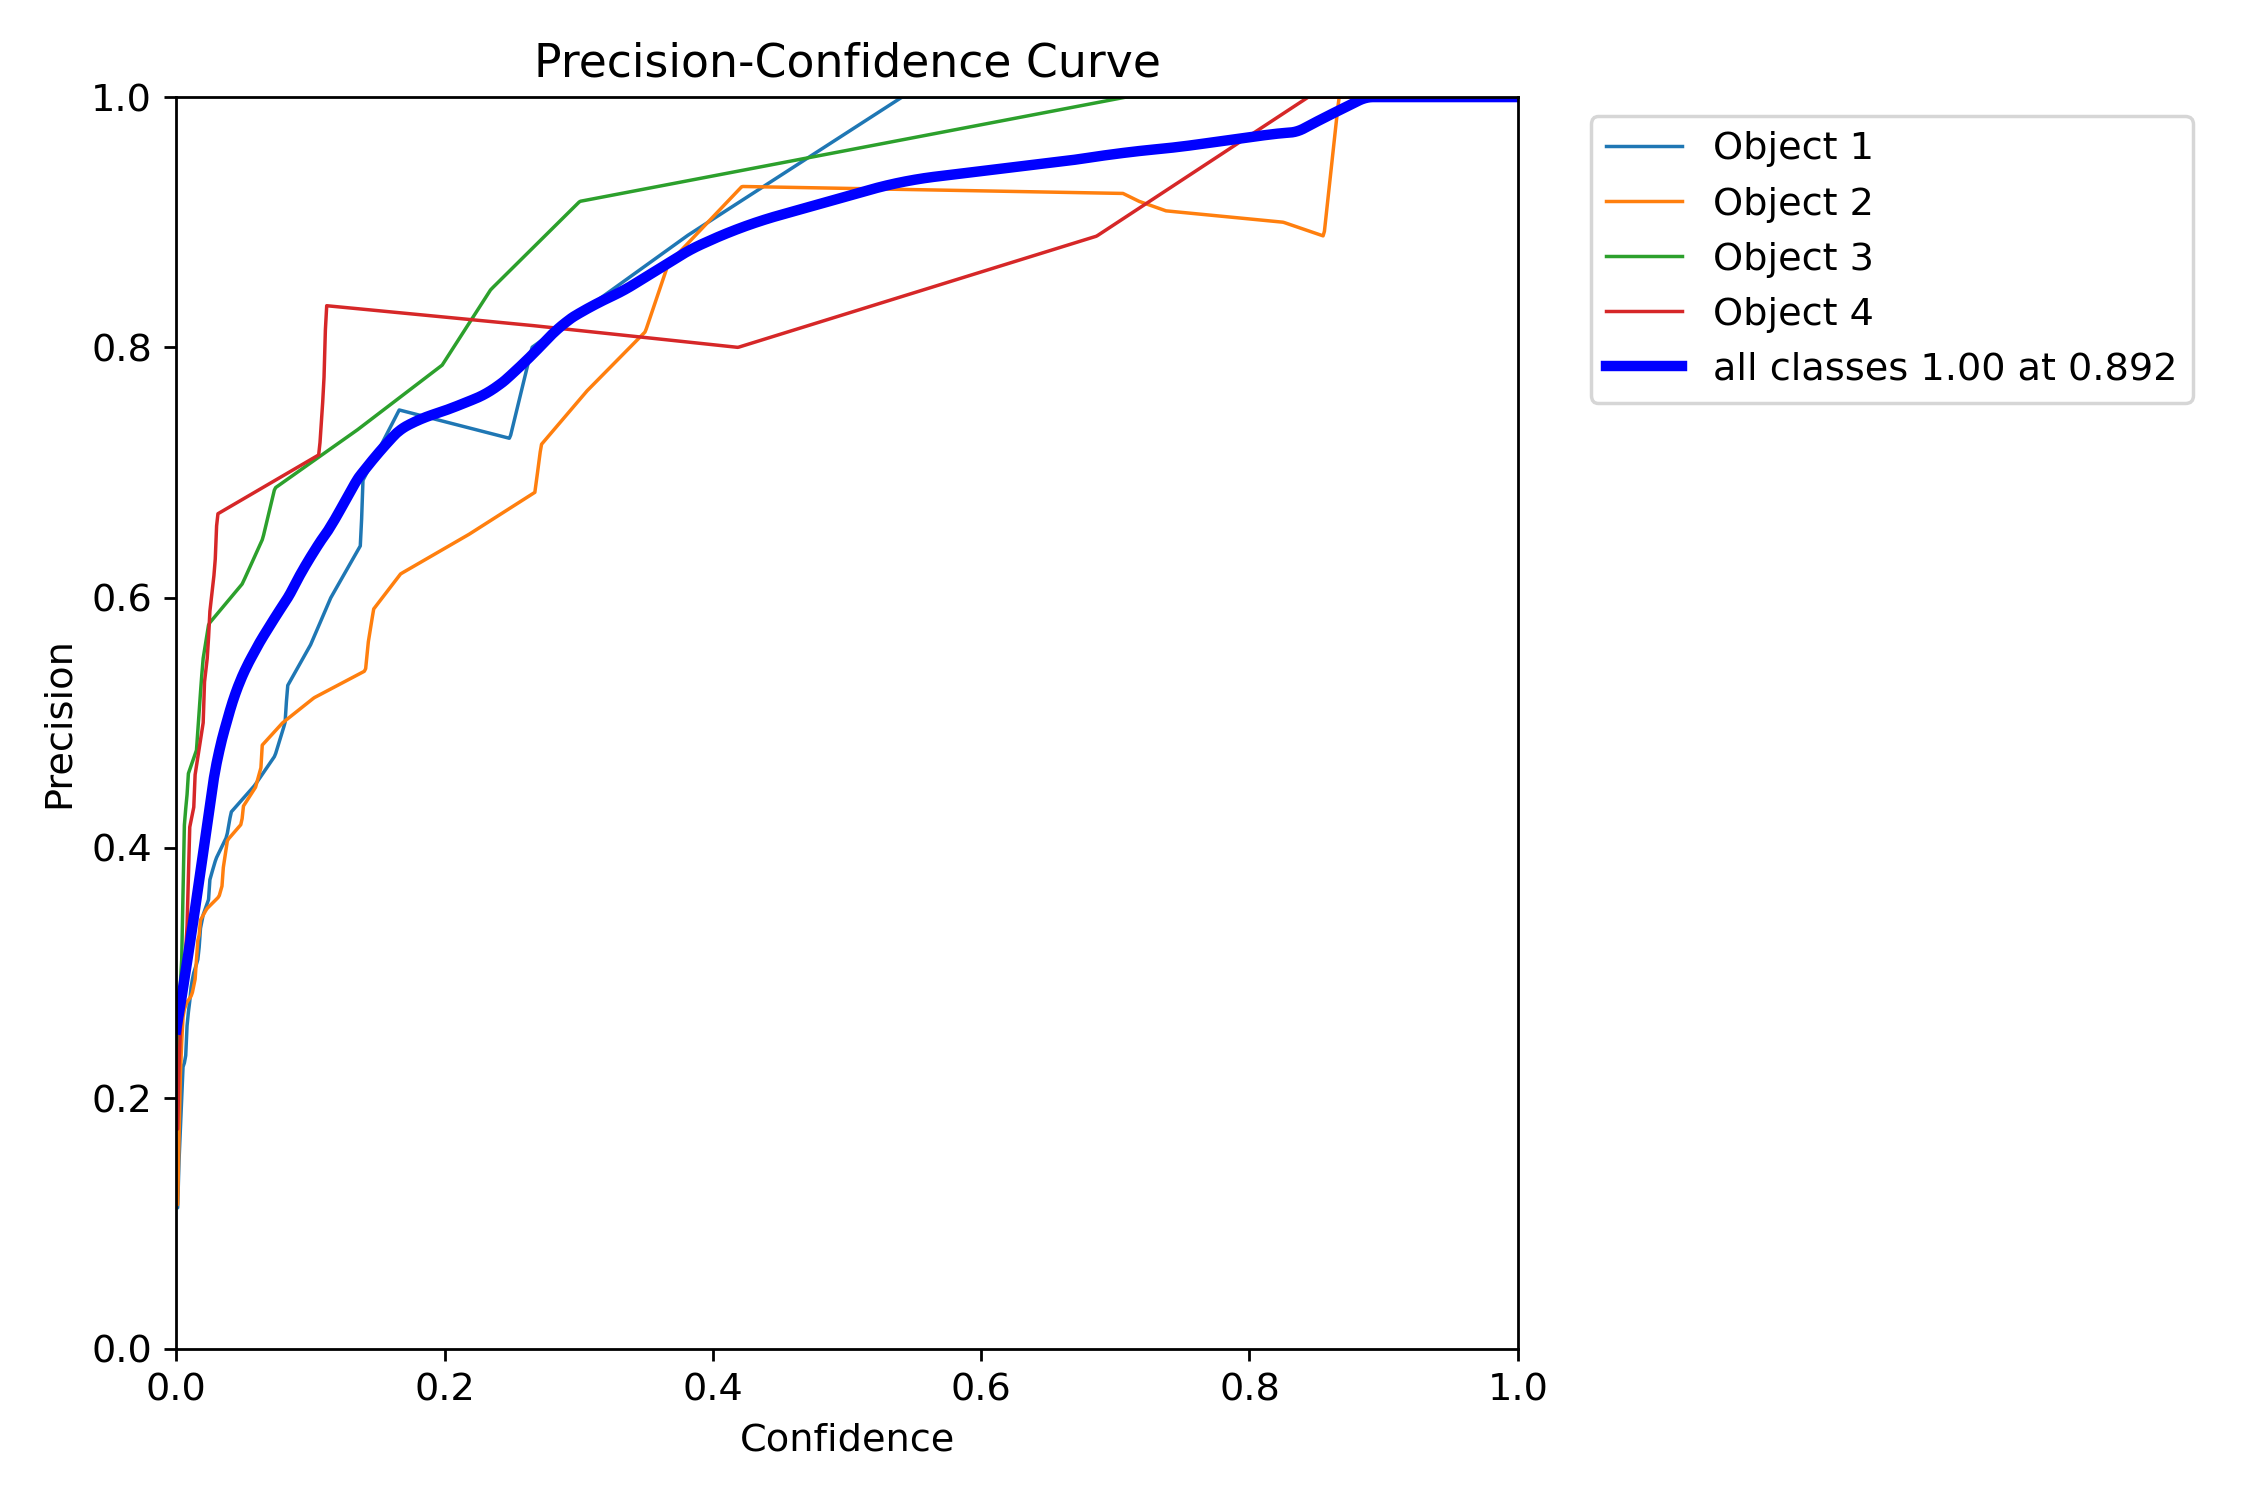 Precision-Confidence Curve
1.0
0.8
0.6
0.4
0.2
0.0
Precision
0.0 0.2 0.4 0.6 0.8 1.0
Confidence
Object 1
Object 2
Object 3
Object 4
all classes 1.00 at 0.892